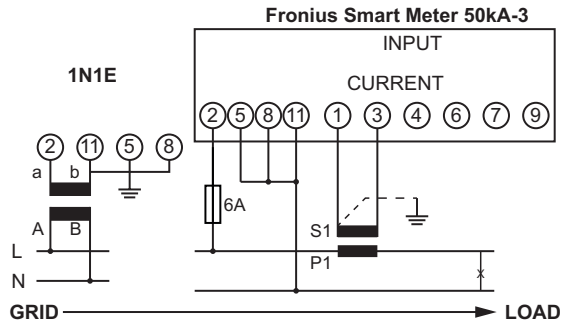 Fronius Smart Meter 50kA-3
INPUT
1N1E
CURRENT
2 5 8 11 1 3 4 6 7 9
2 11 5 8
a b
6A
A B
S1
L
P1
x
N
GRID LOAD